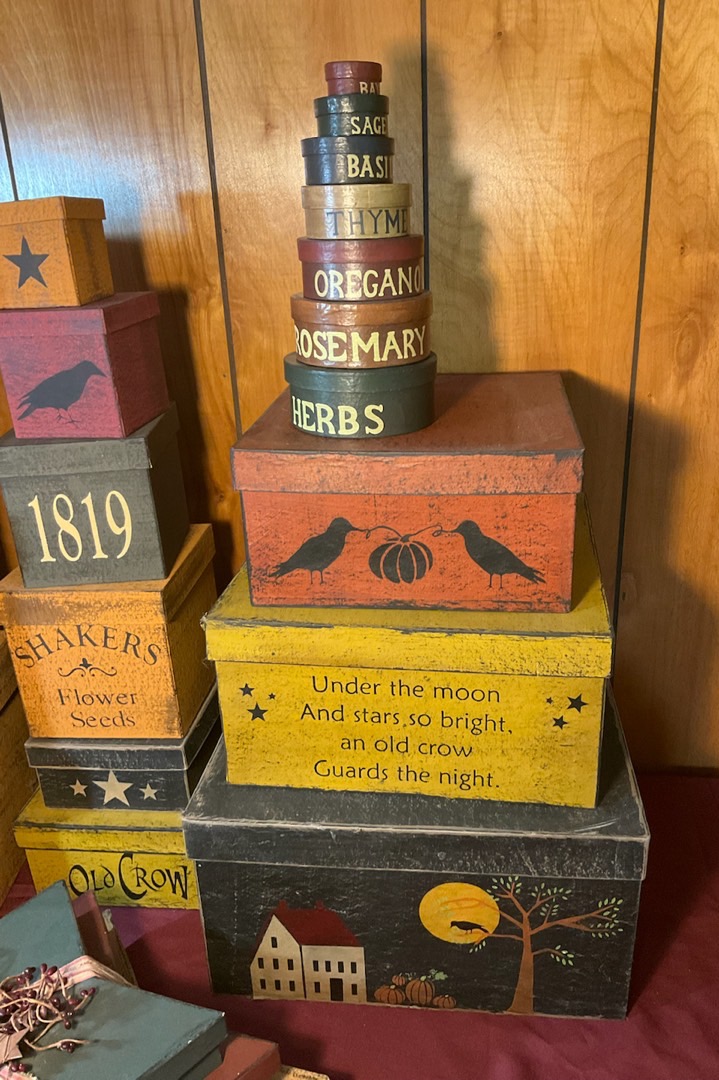 BAY
SAGE
BASI
THYME
OREGANO
ROSEMARY
HERBS
1819
SHAKERS
Flower
Seeds
OLD CROW
Under the moon
And stars, so bright,
an old crow
Guards the night.